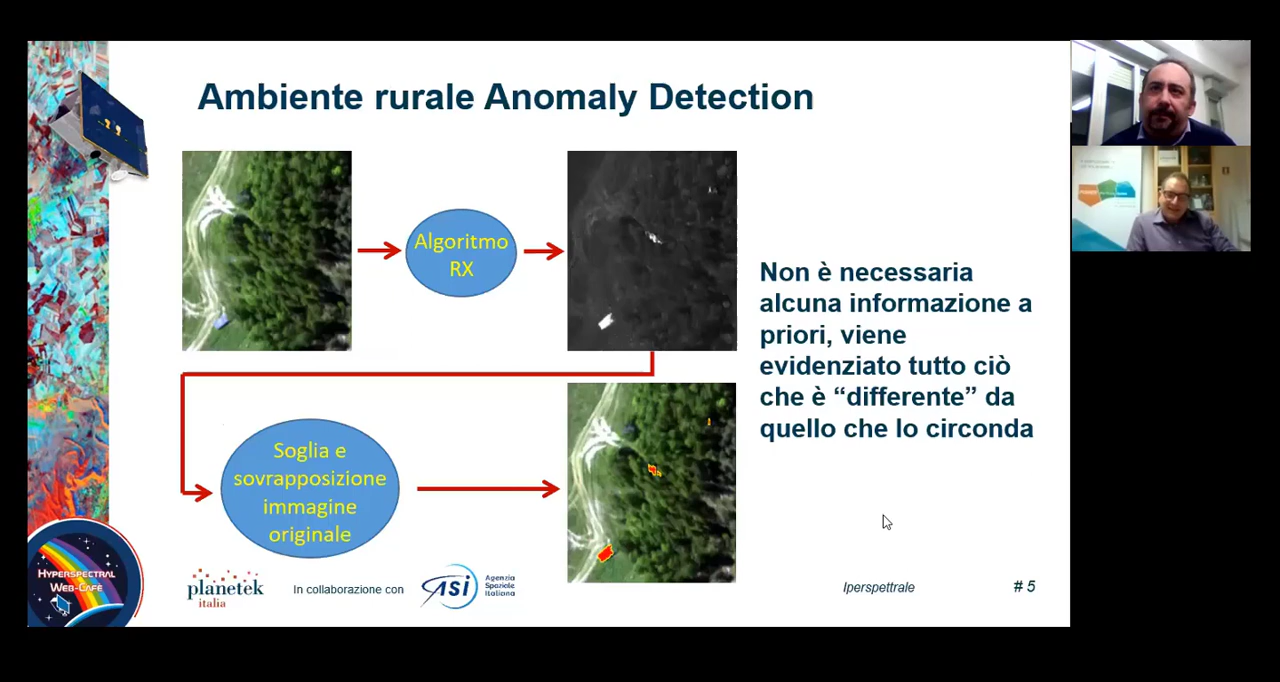 Ambiente rurale Anomaly Detection
Algoritmo
RX
Non è necessaria
alcuna informazione a
priori, viene
evidenziato tutto ciò
che è “differente” da
quello che lo circonda
Soglia e
sovrapposizione
immagine
originale
HYPERSPECTRAL
WEB-CAFÈ
planetek
italia
In collaborazione con
ASI
Agenzia
Spaziale
Italiana
Iperspettrale
# 5